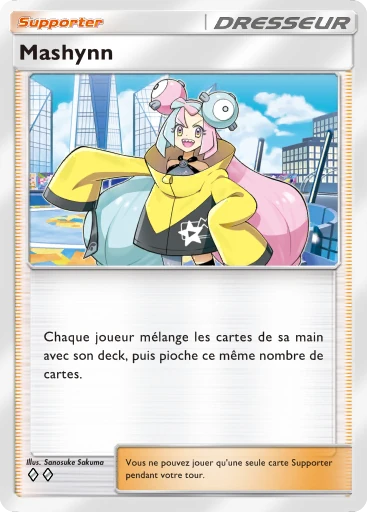 Supporter
DRESSEUR
Mashynn
Chaque joueur mélange les cartes de sa main
avec son deck, puis pioche ce même nombre de
cartes.
Illus. Sanosuke Sakuma
Vous ne pouvez jouer qu'une seule carte Supporter
pendant votre tour.